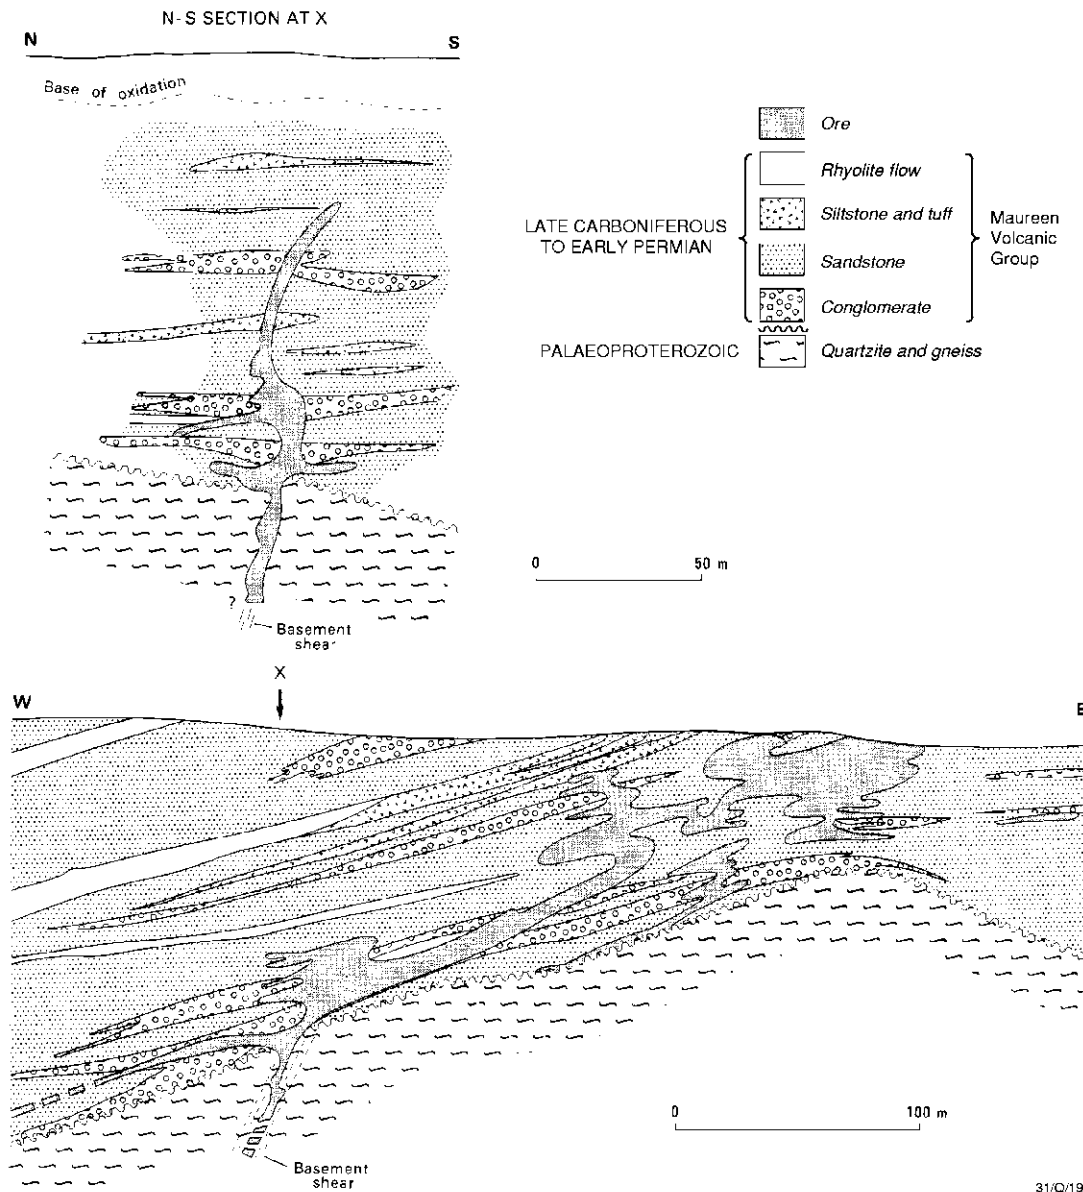 N-S SECTION AT X
N
S
Base of oxidation
Ore
Rhyolite flow
LATE CARBONIFEROUS
TO EARLY PERMIAN
Siltstone and tuff
Maureen
Volcanic
Group
Sandstone
Conglomerate
PALAEOPROTEROZOIC
Quartzite and gneiss
0
50 m
?
Basement
shear
X
W
E
0
100 m
Basement
shear
31/Q/19